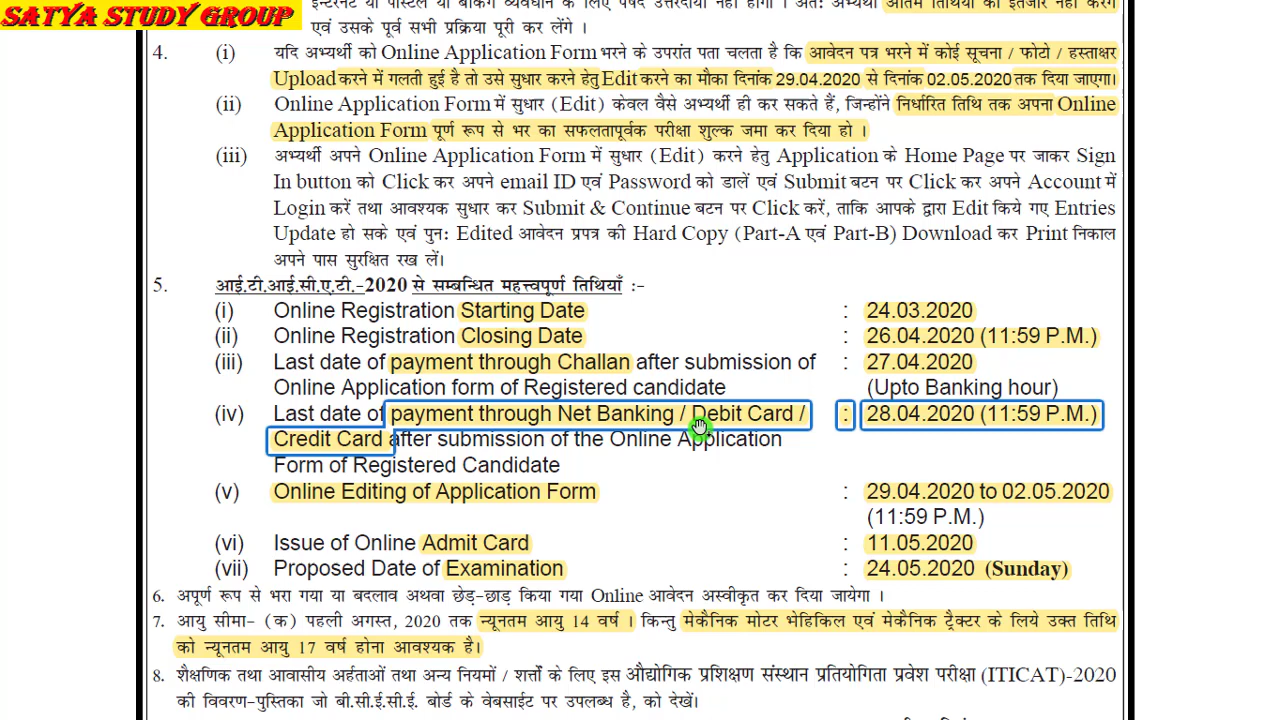 SATYA STUDY GROUP
इन्टरनेट या पोस्टल या बैंकिंग व्यवधान के लिए पर्षद उत्तरदायी नहीं होगी । अतः अभ्यर्थी अंतिम तिथियों का इंतजार नहीं करेंगे
एवं उसके पूर्व सभी प्रक्रिया पूरी कर लेंगे ।
4. (i) यदि अभ्यर्थी को Online Application Form भरने के उपरांत पता चलता है कि आवेदन पत्र भरने में कोई सूचना / फोटो / हस्ताक्षर
Upload करने में गलती हुई है तो उसे सुधार करने हेतु Edit करने का मौका दिनांक 29.04.2020 से दिनांक 02.05.2020 तक दिया जाएगा।
(ii) Online Application Form में सुधार (Edit) केवल वैसे अभ्यर्थी ही कर सकते हैं, जिन्होंने निर्धारित तिथि तक अपना Online
Application Form पूर्ण रूप से भर का सफलतापूर्वक परीक्षा शुल्क जमा कर दिया हो ।
(iii) अभ्यर्थी अपने Online Application Form में सुधार (Edit) करने हेतु Application के Home Page पर जाकर Sign
In button को Click कर अपने email ID एवं Password को डालें एवं Submit बटन पर Click कर अपने Account में
Login करें तथा आवश्यक सुधार कर Submit & Continue बटन पर Click करें, ताकि आपके द्वारा Edit किये गए Entries
Update हो सके एवं पुनः Edited आवेदन प्रपत्र की Hard Copy (Part-A एवं Part-B) Download कर Print निकाल
अपने पास सुरक्षित रख लें।
5. आई.टी.आई.सी.ए.टी.-2020 से सम्बन्धित महत्त्वपूर्ण तिथियाँ :-
(i) Online Registration Starting Date : 24.03.2020
(ii) Online Registration Closing Date : 26.04.2020 (11:59 P.M.)
(iii) Last date of payment through Challan after submission of : 27.04.2020
Online Application form of Registered candidate (Upto Banking hour)
(iv) Last date of payment through Net Banking / Debit Card / : 28.04.2020 (11:59 P.M.)
Credit Card after submission of the Online Application
Form of Registered Candidate
(v) Online Editing of Application Form : 29.04.2020 to 02.05.2020
(11:59 P.M.)
(vi) Issue of Online Admit Card : 11.05.2020
(vii) Proposed Date of Examination : 24.05.2020 (Sunday)
6. अपूर्ण रूप से भरा गया या बदलाव अथवा छेड़-छाड़ किया गया Online आवेदन अस्वीकृत कर दिया जायेगा ।
7. आयु सीमा- (क) पहली अगस्त, 2020 तक न्यूनतम आयु 14 वर्ष । किन्तु मेकैनिक मोटर भेहिकिल एवं मेकैनिक ट्रैक्टर के लिये उक्त तिथि
को न्यूनतम आयु 17 वर्ष होना आवश्यक है।
8. शैक्षणिक तथा आवासीय अर्हताओं तथा अन्य नियमों / शर्त्तों के लिए इस औद्योगिक प्रशिक्षण संस्थान प्रतियोगिता प्रवेश परीक्षा (ITICAT)-2020
की विवरण-पुस्तिका जो बी.सी.ई.सी.ई. बोर्ड के वेबसाईट पर उपलब्ध है, को देखें।